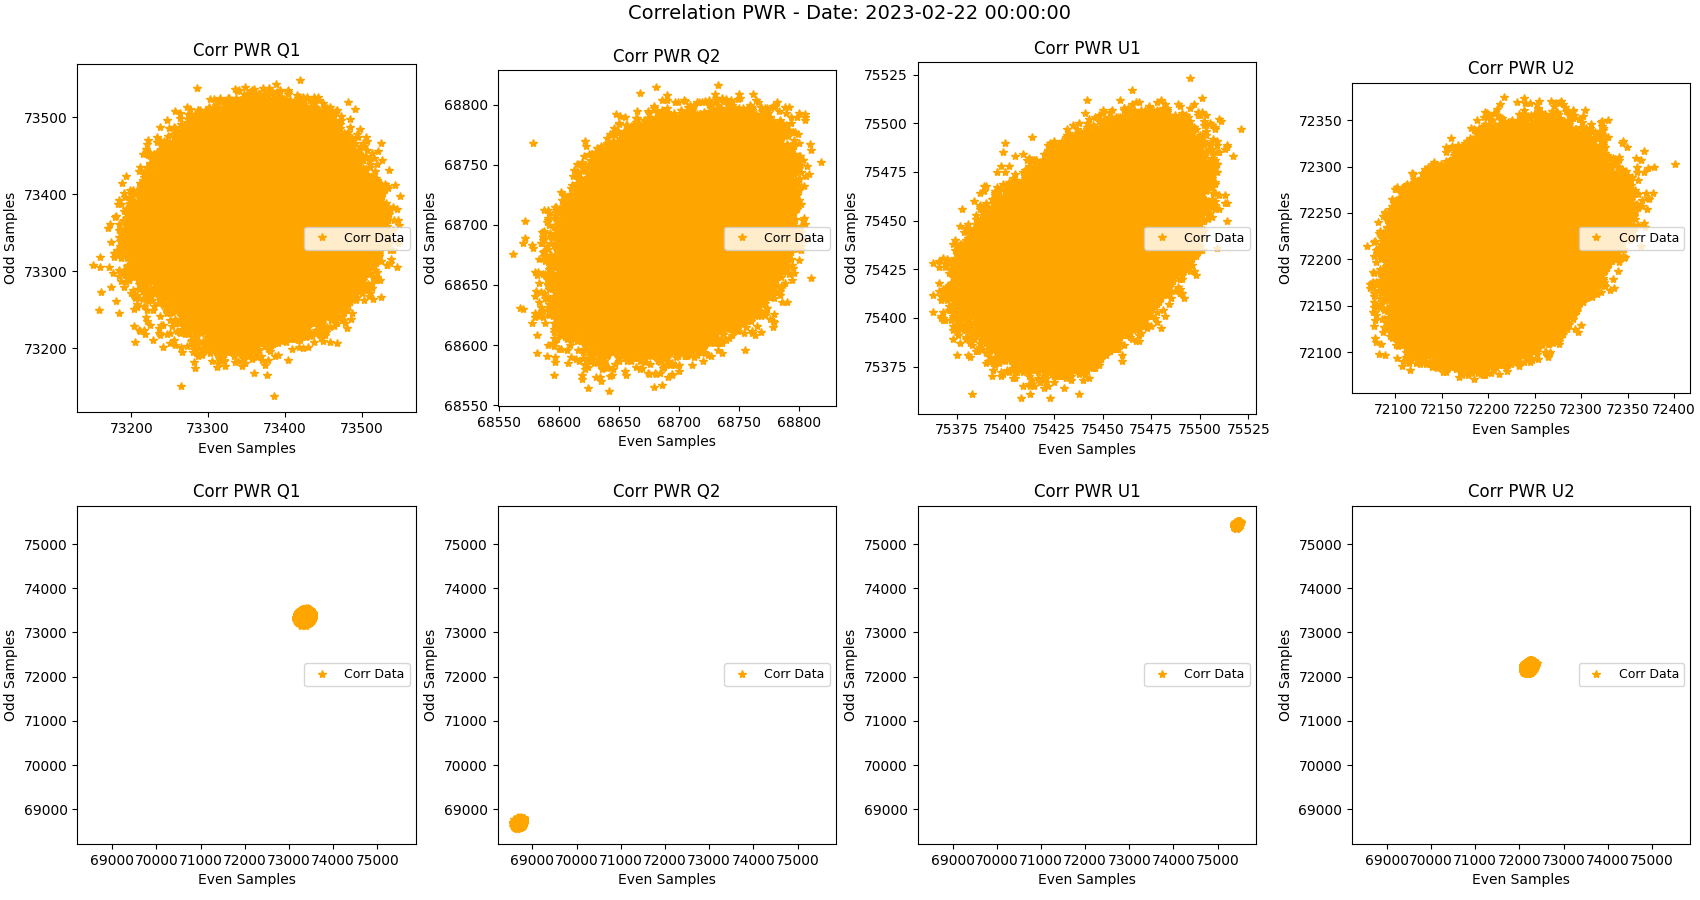 Correlation PWR - Date: 2023-02-22 00:00:00
Corr PWR Q1
73500
73400
73300
73200
Odd Samples
Corr Data
73200 73300 73400 73500
Even Samples
Corr PWR Q2
68800
68750
68700
68650
68600
68550
Odd Samples
Corr Data
68550 68600 68650 68700 68750 68800
Even Samples
Corr PWR U1
75525
75500
75475
75450
75425
75400
75375
Odd Samples
Corr Data
75375 75400 75425 75450 75475 75500 75525
Even Samples
Corr PWR U2
72350
72300
72250
72200
72150
72100
Odd Samples
Corr Data
72100 72150 72200 72250 72300 72350 72400
Even Samples
Corr PWR Q1
75000
74000
73000
72000
71000
70000
69000
Odd Samples
Corr Data
69000 70000 71000 72000 73000 74000 75000
Even Samples
Corr PWR Q2
75000
74000
73000
72000
71000
70000
69000
Odd Samples
Corr Data
69000 70000 71000 72000 73000 74000 75000
Even Samples
Corr PWR U1
75000
74000
73000
72000
71000
70000
69000
Odd Samples
Corr Data
69000 70000 71000 72000 73000 74000 75000
Even Samples
Corr PWR U2
75000
74000
73000
72000
71000
70000
69000
Odd Samples
Corr Data
69000 70000 71000 72000 73000 74000 75000
Even Samples